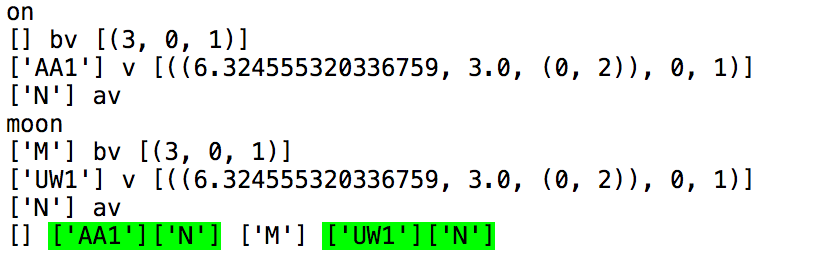 on
[] bv [(3, 0, 1)]
['AA1'] v [((6.324555320336759, 3.0, (0, 2)), 0, 1)]
['N'] av
moon
['M'] bv [(3, 0, 1)]
['UW1'] v [((6.324555320336759, 3.0, (0, 2)), 0, 1)]
['N'] av
[] ['AA1']['N'] ['M'] ['UW1']['N']